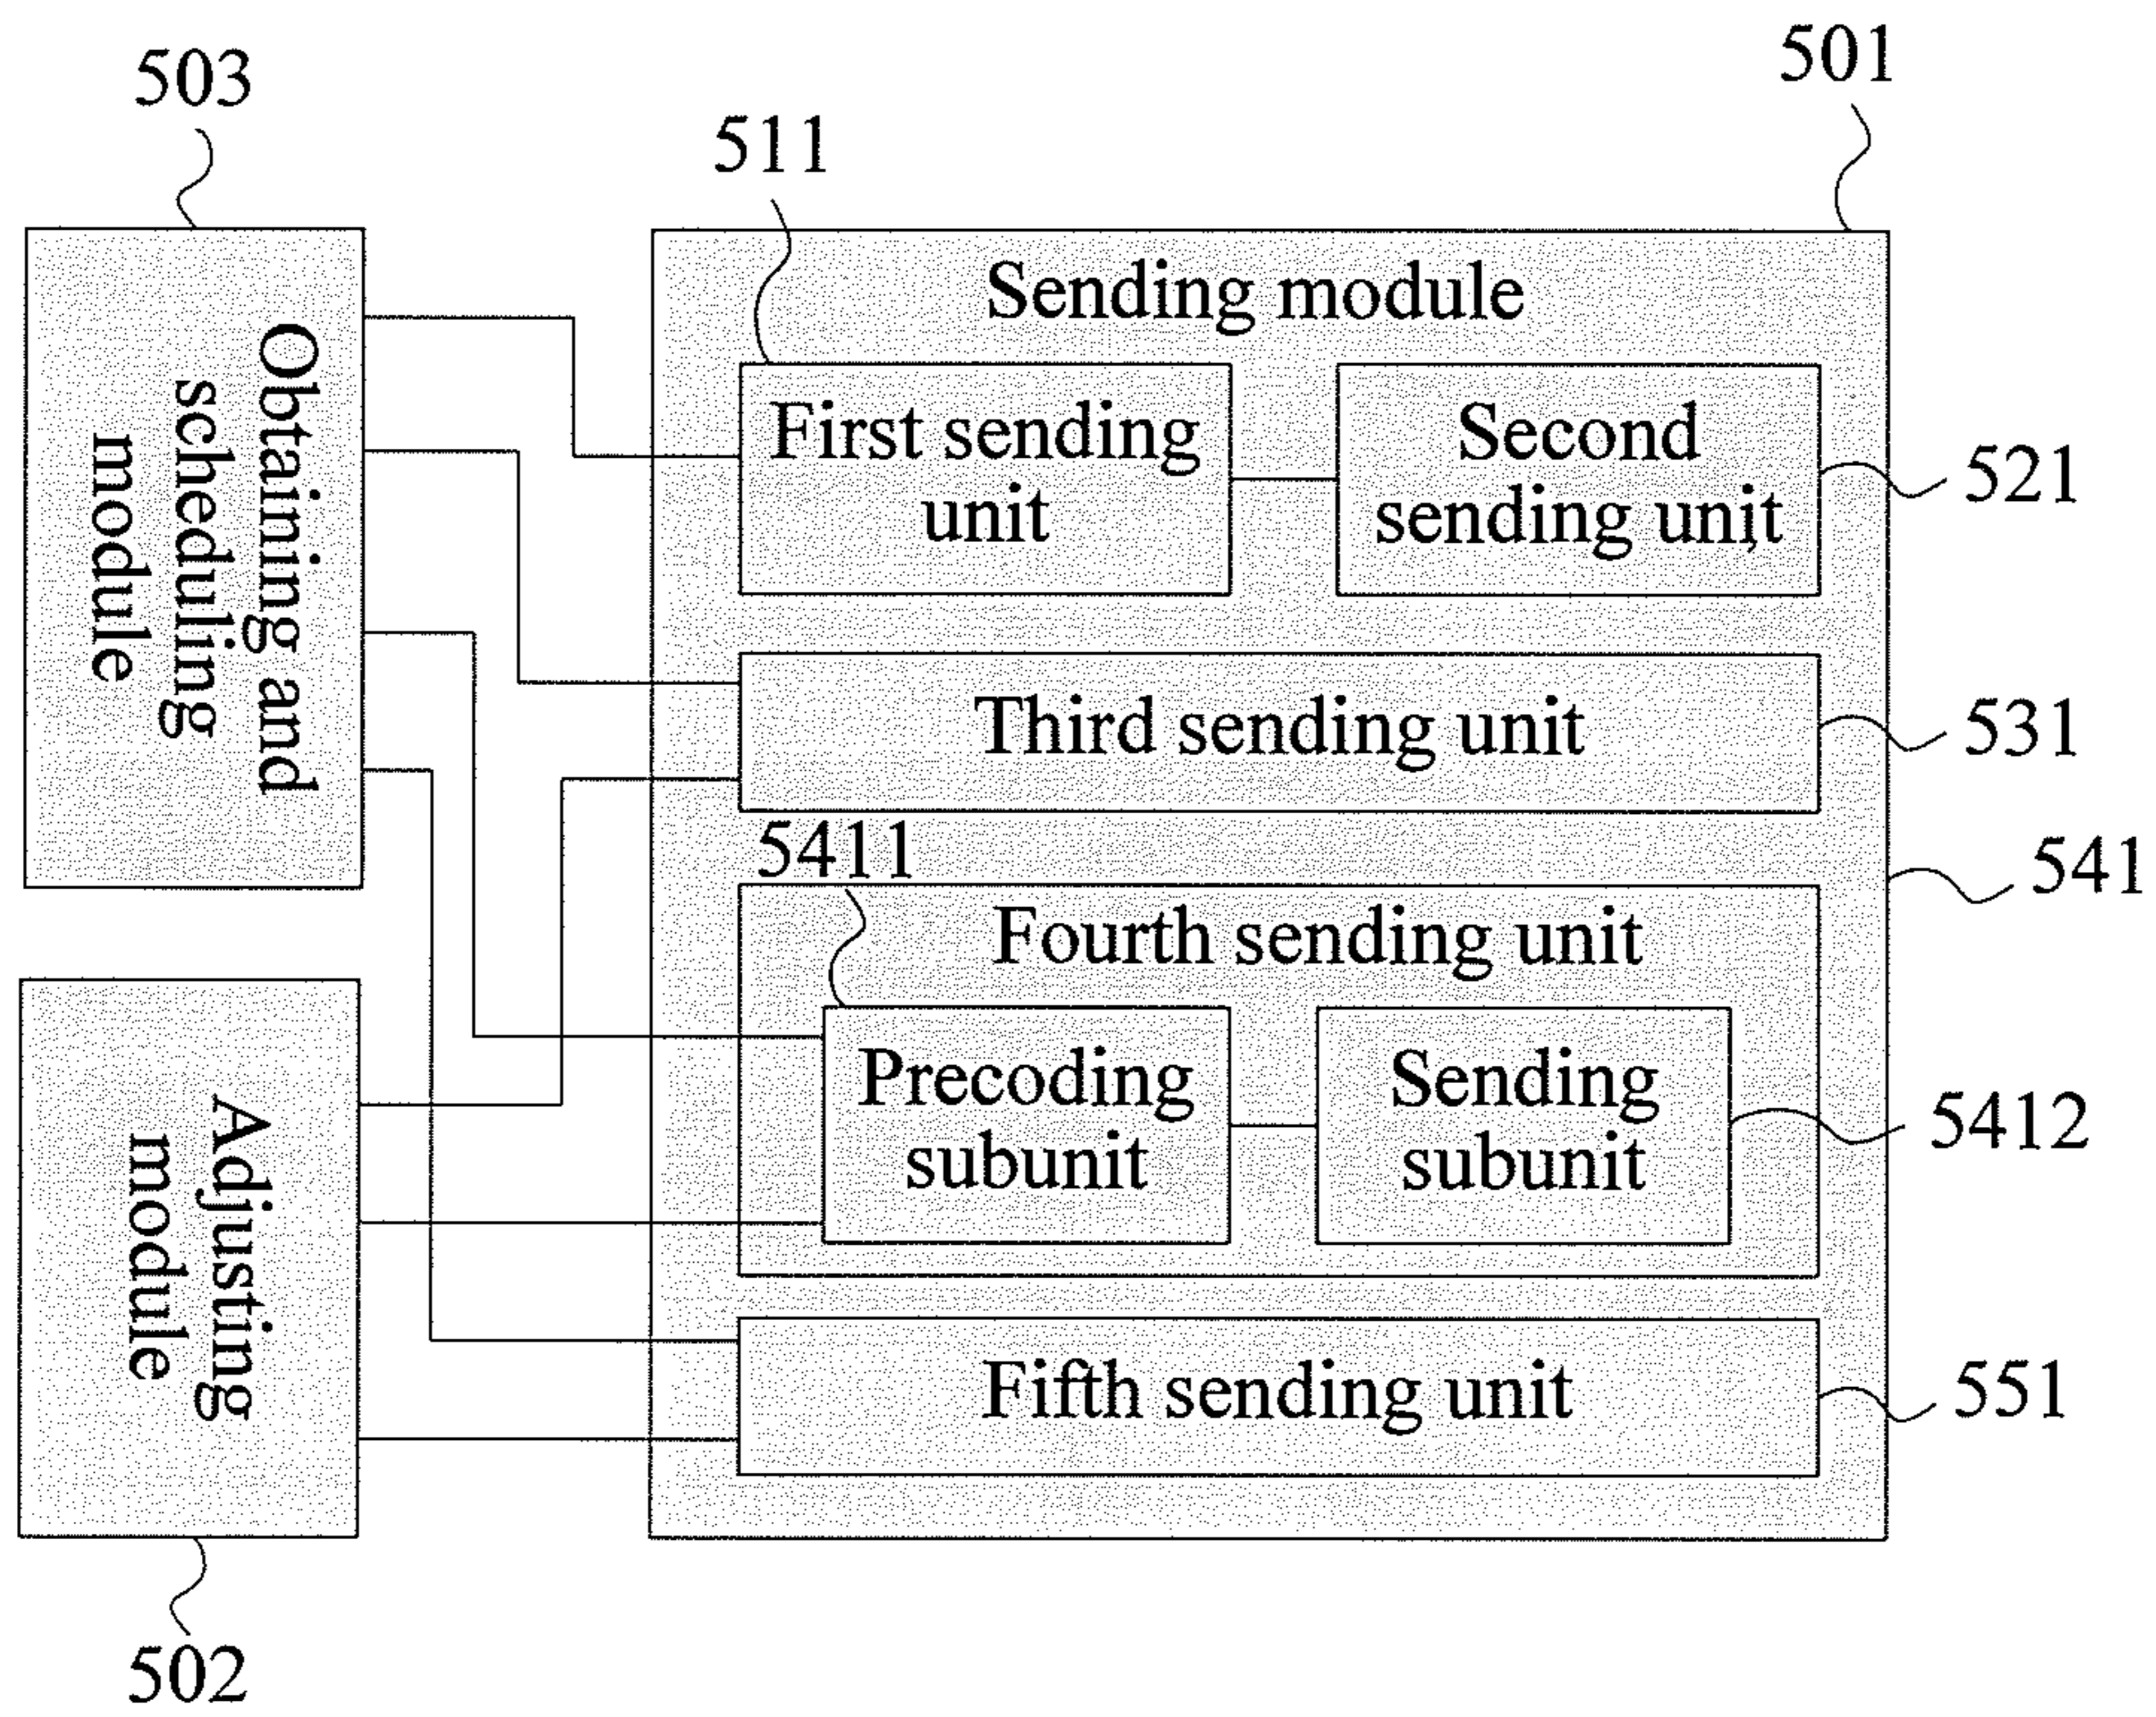 501
503
511
Sending module
Obtaining and
scheduling
module
First sending
unit
Second
sending unit
521
Third sending unit
531
5411
541
Fourth sending unit
Precoding
subunit
Sending
subunit
5412
Adjusting
module
Fifth sending unit
551
502